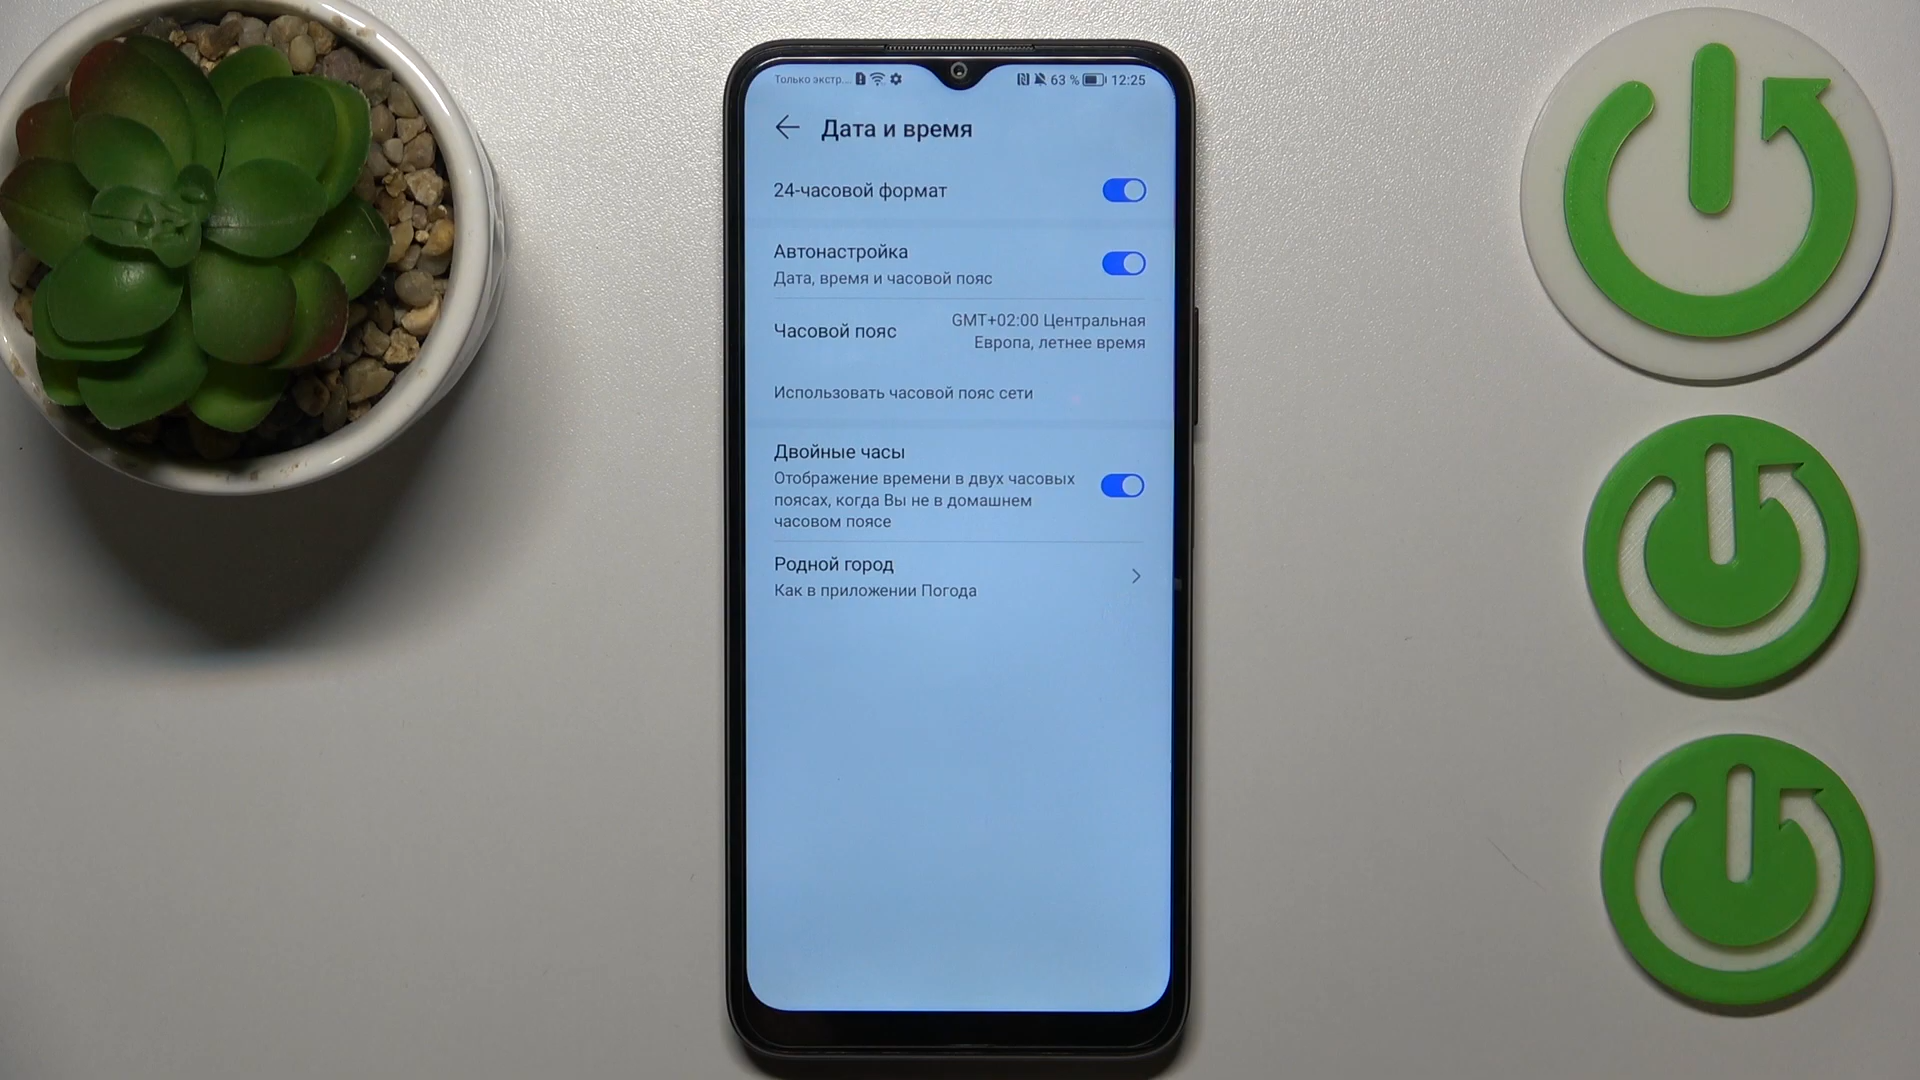 Только экстр... 63 % 12:25
Дата и время
24-часовой формат
Автонастройка
Дата, время и часовой пояс
Часовой пояс
GMT+02:00 Центральная
Европа, летнее время
Использовать часовой пояс сети
Двойные часы
Отображение времени в двух часовых
поясах, когда Вы не в домашнем
часовом поясе
Родной город
Как в приложении Погода